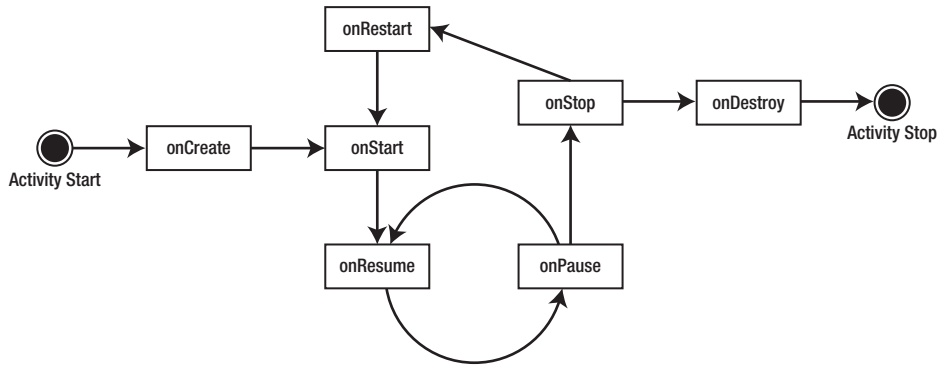 onRestart
onStop
onDestroy
Activity Stop
onCreate
onStart
Activity Start
onResume
onPause